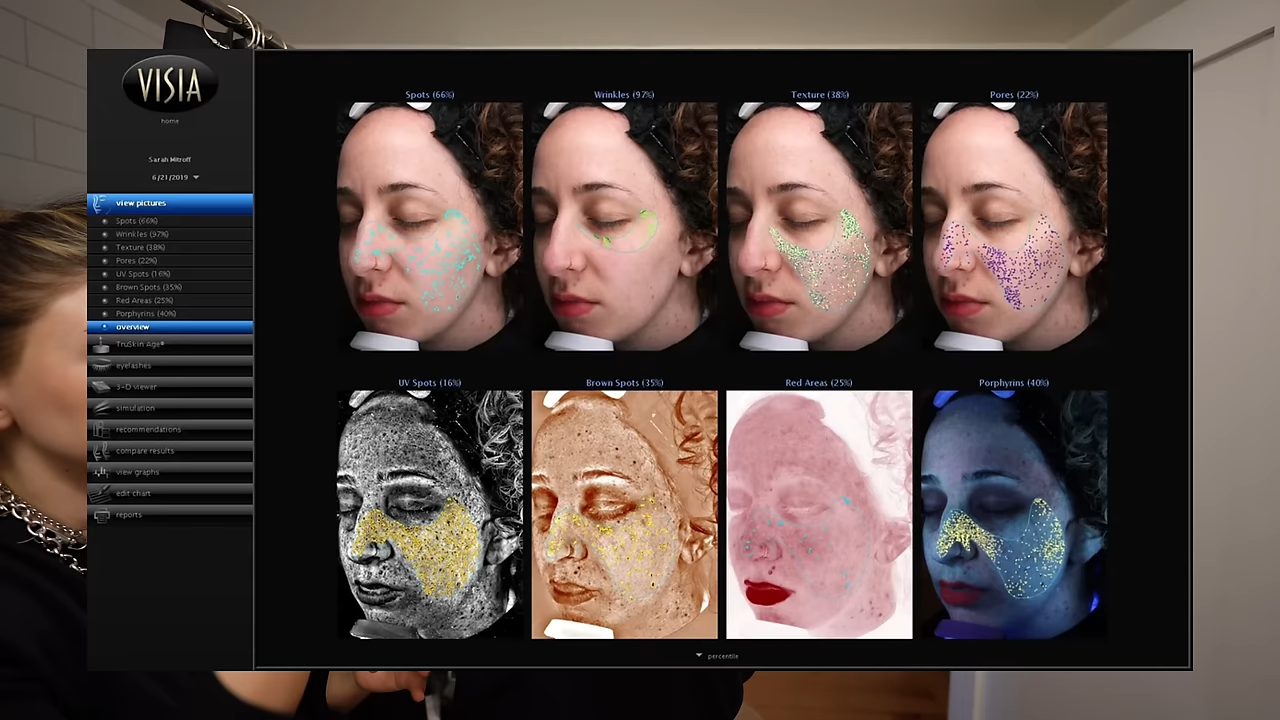 VISIA
home
Sarah Mitroff
6/21/2019
view pictures
Spots (66%)
Wrinkles (97%)
Texture (38%)
Pores (22%)
UV Spots (16%)
Brown Spots (35%)
Red Areas (25%)
Porphyrins (40%)
overview
TruSkin Age®
eyelashes
3-D viewer
simulation
recommendations
compare results
view graphs
edit chart
reports
Spots (66%) Wrinkles (97%) Texture (38%) Pores (22%)
UV Spots (16%) Brown Spots (35%) Red Areas (25%) Porphyrins (40%)
percentile